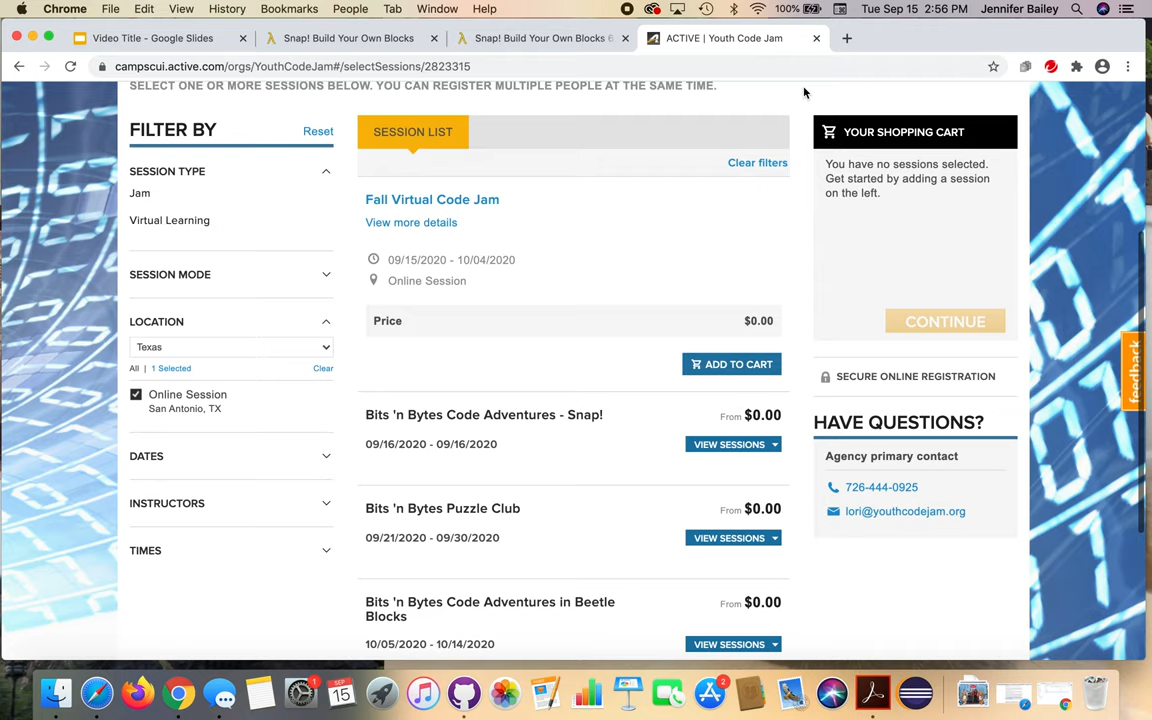 Chrome File Edit View History Bookmarks People Tab Window Help 100% Tue Sep 15 2:56 PM Jennifer Bailey
Video Title - Google Slides Snap! Build Your Own Blocks Snap! Build Your Own Blocks 6 ACTIVE | Youth Code Jam
campscui.active.com/orgs/YouthCodeJam#/selectSessions/2823315
SELECT ONE OR MORE SESSIONS BELOW. YOU CAN REGISTER MULTIPLE PEOPLE AT THE SAME TIME.
FILTER BY Reset
SESSION TYPE
Jam
Virtual Learning
SESSION MODE
LOCATION
Texas
All | 1 Selected Clear
Online Session
San Antonio, TX
DATES
INSTRUCTORS
TIMES
SESSION LIST
Clear filters
Fall Virtual Code Jam
View more details
09/15/2020 - 10/04/2020
Online Session
Price $0.00
ADD TO CART
Bits 'n Bytes Code Adventures - Snap! From $0.00
09/16/2020 - 09/16/2020 VIEW SESSIONS
Bits 'n Bytes Puzzle Club From $0.00
09/21/2020 - 09/30/2020 VIEW SESSIONS
Bits 'n Bytes Code Adventures in Beetle From $0.00
Blocks
10/05/2020 - 10/14/2020 VIEW SESSIONS
YOUR SHOPPING CART
You have no sessions selected.
Get started by adding a session
on the left.
CONTINUE
SECURE ONLINE REGISTRATION
HAVE QUESTIONS?
Agency primary contact
726-444-0925
lori@youthcodejam.org
feedback
SEP
15
1
2